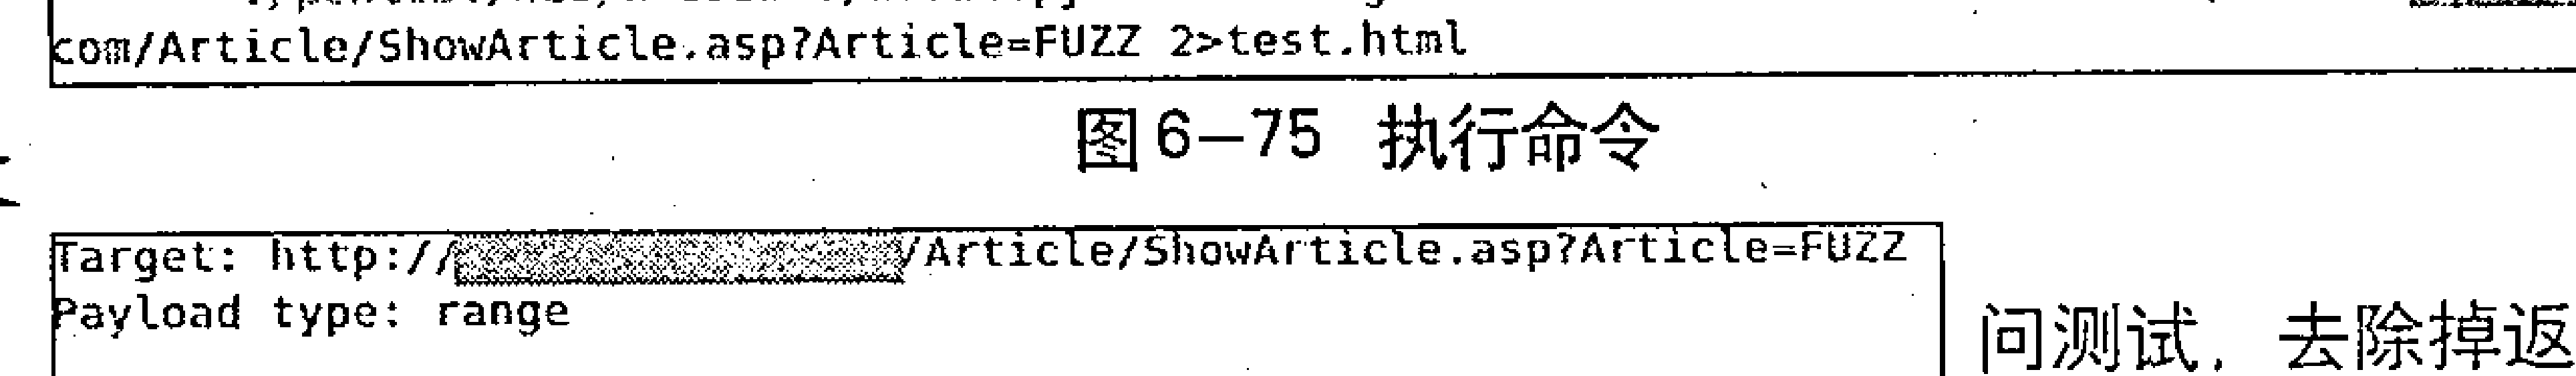 com/Article/ShowArticle.asp?Article=FUZZ 2>test.html
图6-75 执行命令
Target: http:///Article/ShowArticle.asp?Article=FUZZ
Payload type: range
问测试，去除掉返